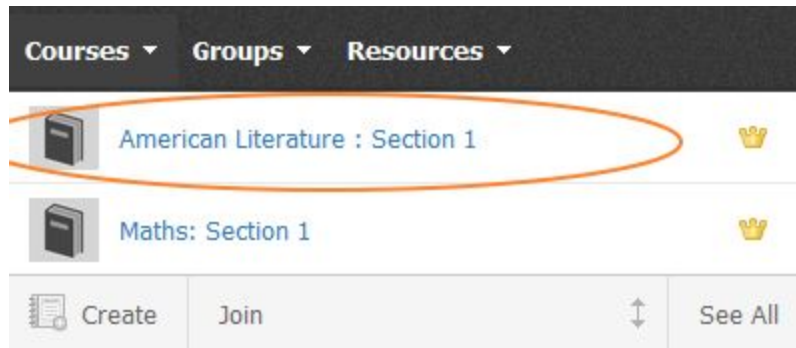 Courses Groups Resources
American Literature : Section 1
Maths: Section 1
Create Join See All